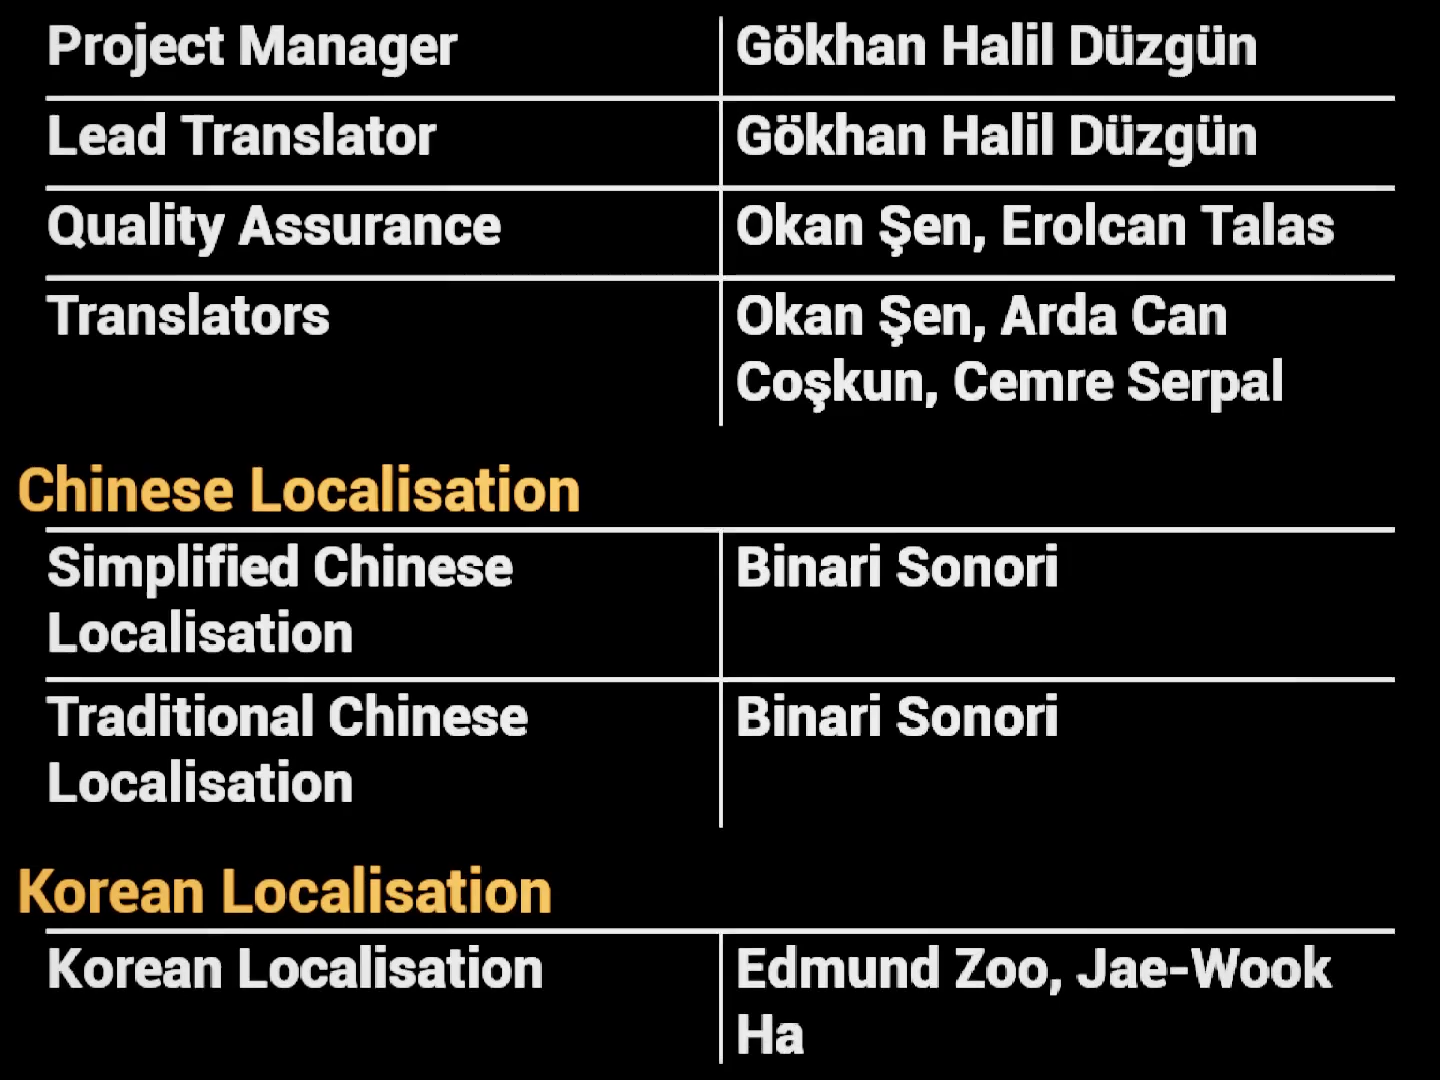 Project Manager Gökhan Halil Düzgün
Lead Translator Gökhan Halil Düzgün
Quality Assurance Okan Şen, Erolcan Talas
Translators Okan Şen, Arda Can
Coşkun, Cemre Serpal
Chinese Localisation
Simplified Chinese Binari Sonori
Localisation
Traditional Chinese Binari Sonori
Localisation
Korean Localisation
Korean Localisation Edmund Zoo, Jae-Wook
Ha